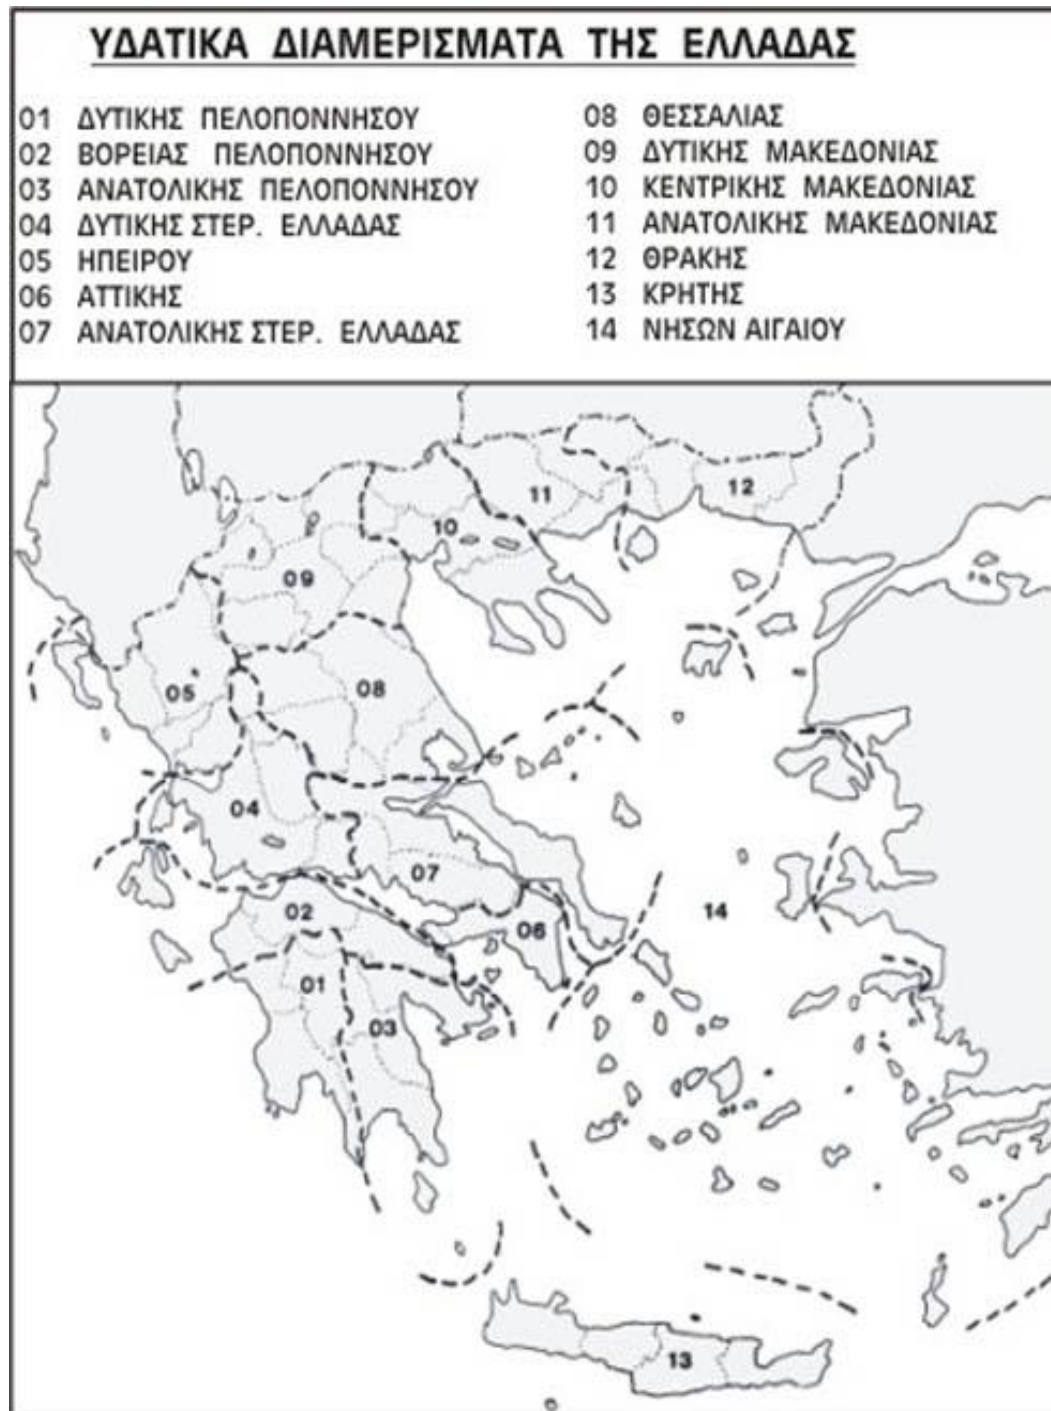 ΥΔΑΤΙΚΑ ΔΙΑΜΕΡΙΣΜΑΤΑ ΤΗΣ ΕΛΛΑΔΑΣ
01 ΔΥΤΙΚΗΣ ΠΕΛΟΠΟΝΝΗΣΟΥ
02 ΒΟΡΕΙΑΣ ΠΕΛΟΠΟΝΝΗΣΟΥ
03 ΑΝΑΤΟΛΙΚΗΣ ΠΕΛΟΠΟΝΝΗΣΟΥ
04 ΔΥΤΙΚΗΣ ΣΤΕΡ. ΕΛΛΑΔΑΣ
05 ΗΠΕΙΡΟΥ
06 ΑΤΤΙΚΗΣ
07 ΑΝΑΤΟΛΙΚΗΣ ΣΤΕΡ. ΕΛΛΑΔΑΣ
08 ΘΕΣΣΑΛΙΑΣ
09 ΔΥΤΙΚΗΣ ΜΑΚΕΔΟΝΙΑΣ
10 ΚΕΝΤΡΙΚΗΣ ΜΑΚΕΔΟΝΙΑΣ
11 ΑΝΑΤΟΛΙΚΗΣ ΜΑΚΕΔΟΝΙΑΣ
12 ΘΡΑΚΗΣ
13 ΚΡΗΤΗΣ
14 ΝΗΣΩΝ ΑΙΓΑΙΟΥ
12
11
10
09
05
08
04
07
02
06
14
01
03
13